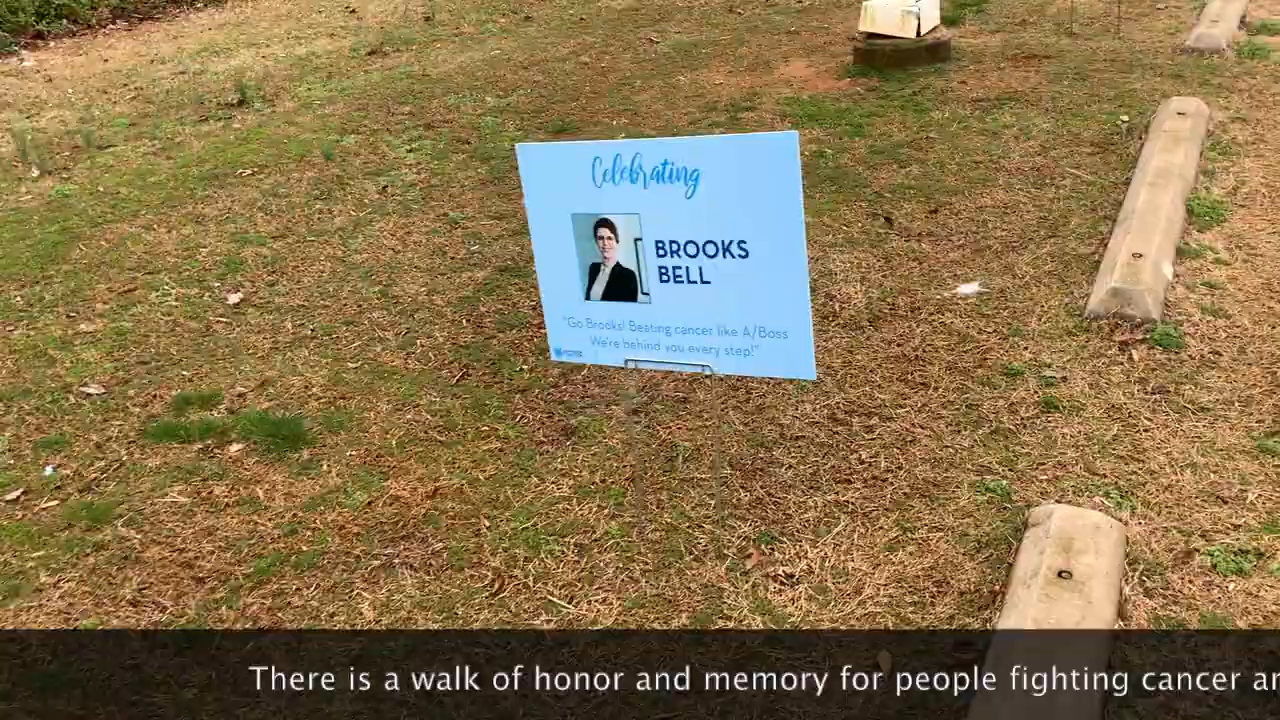 Celebrating
BROOKS
BELL
"Go Brooks! Beating cancer like A/Boss
We're behind you every step!"
There is a walk of honor and memory for people fighting cancer ar